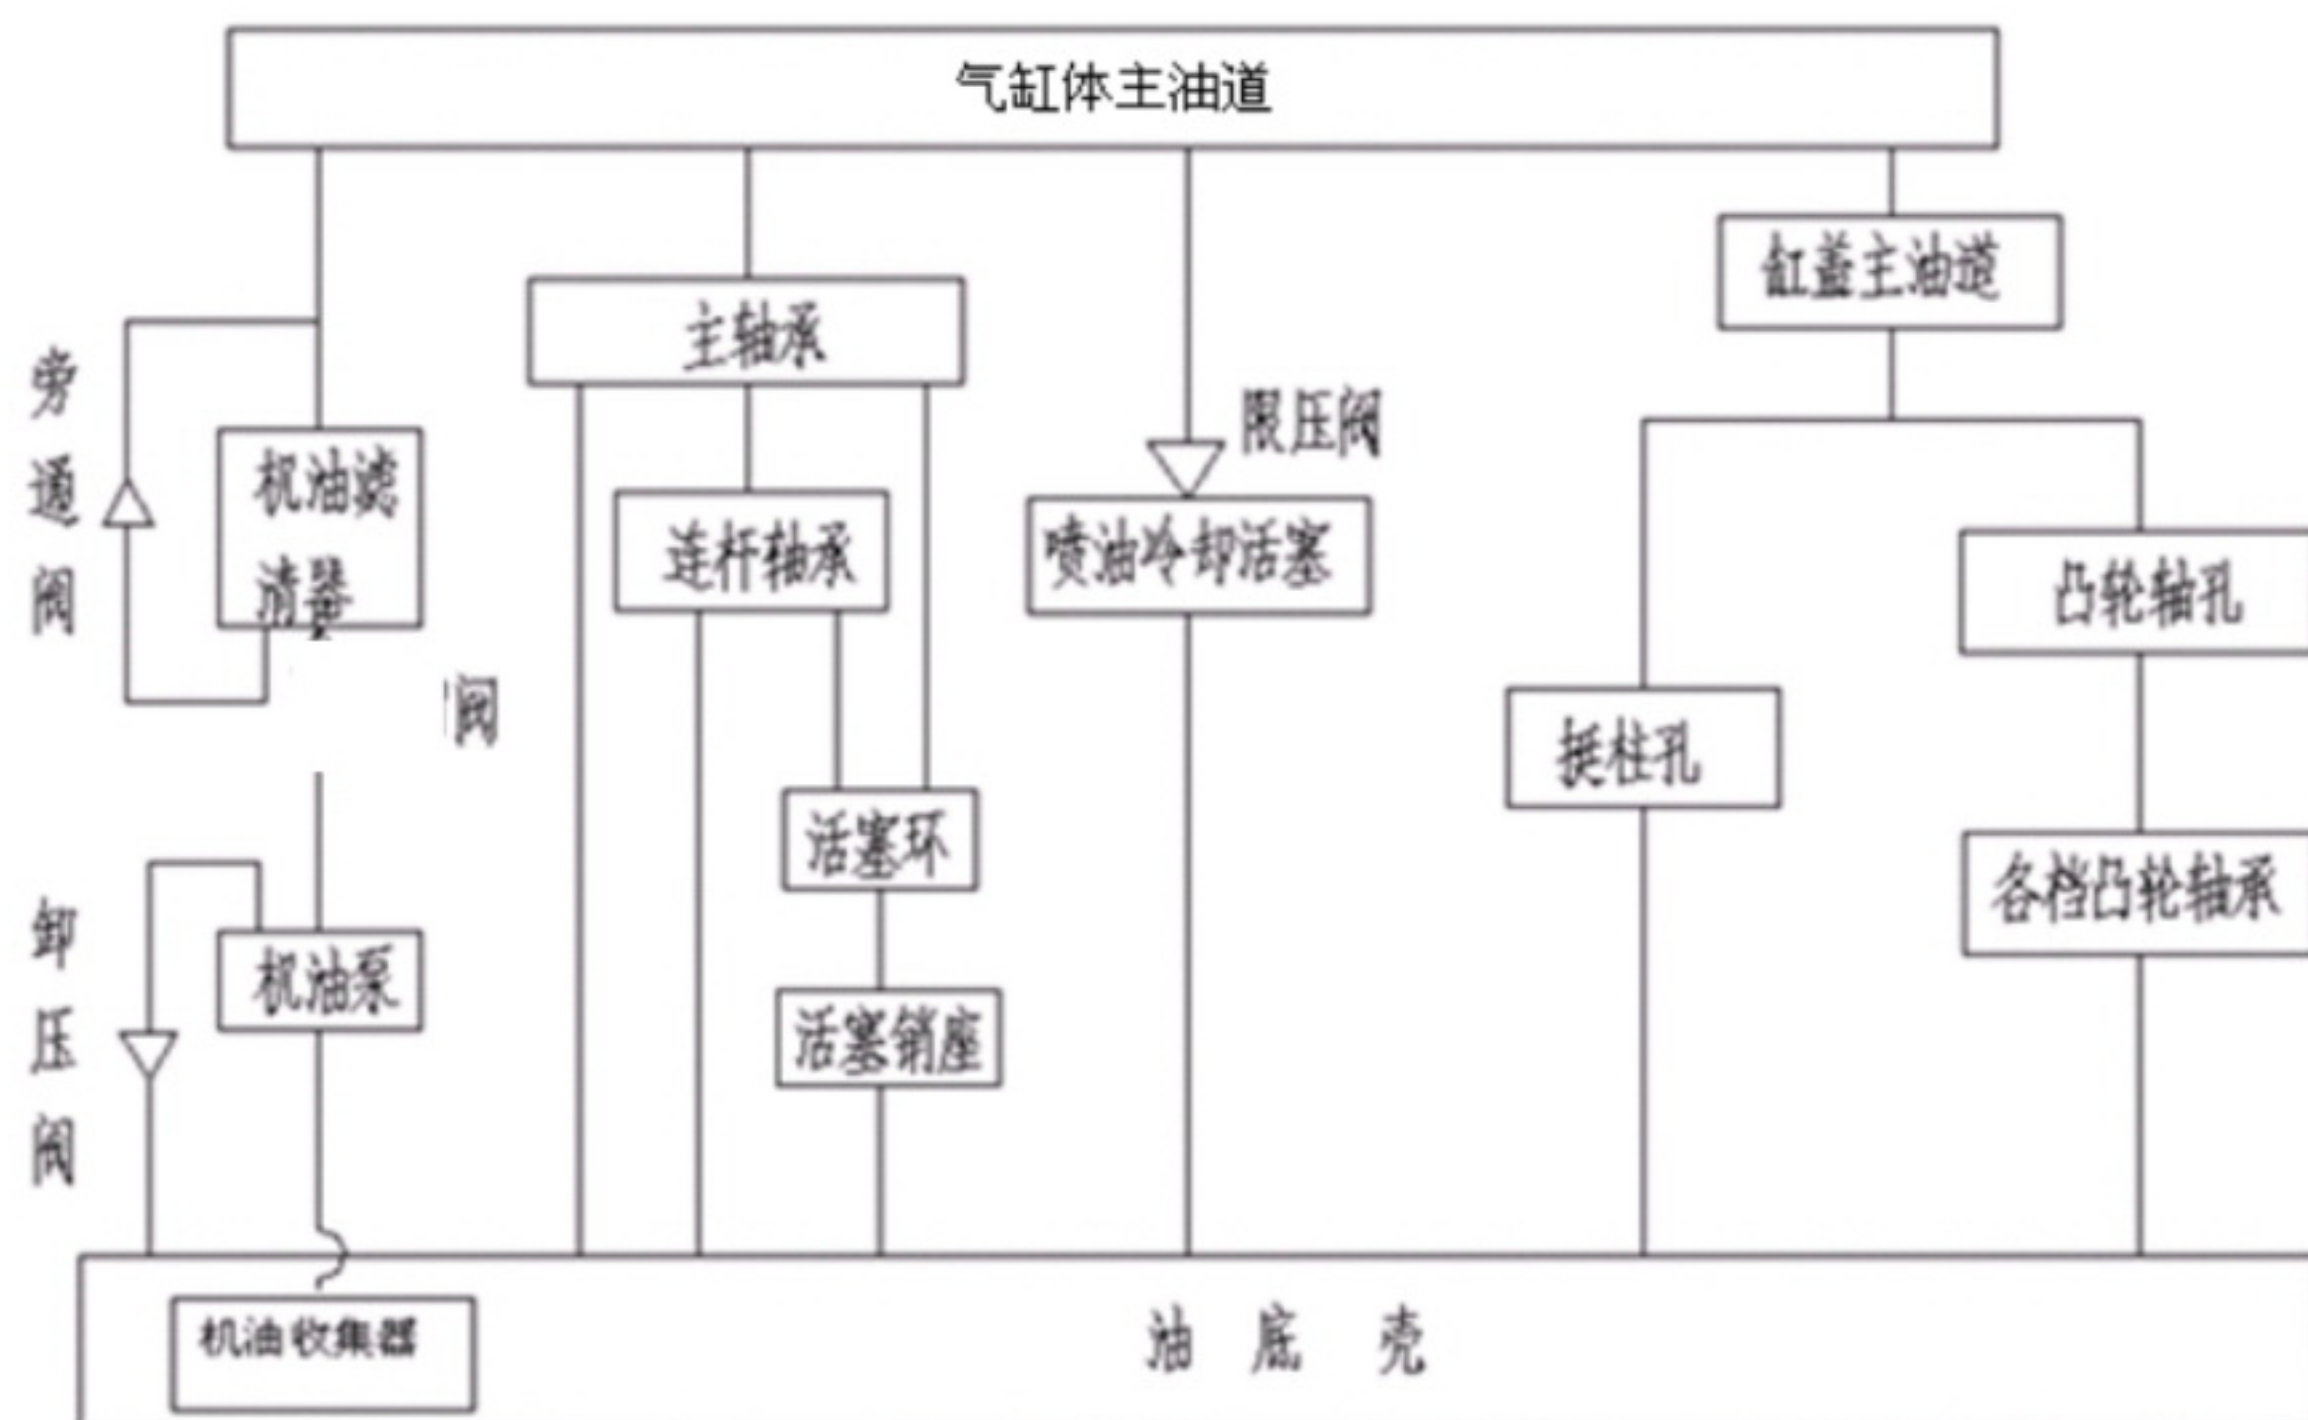 气缸体主油道
缸盖主油道
主轴承
旁通阀
限压阀
机油滤
清器
连杆轴承
喷油冷却活塞
凸轮轴孔
阀
挺柱孔
活塞环
各档凸轮轴承
卸压阀
机油泵
活塞销座
机油收集器
油底壳